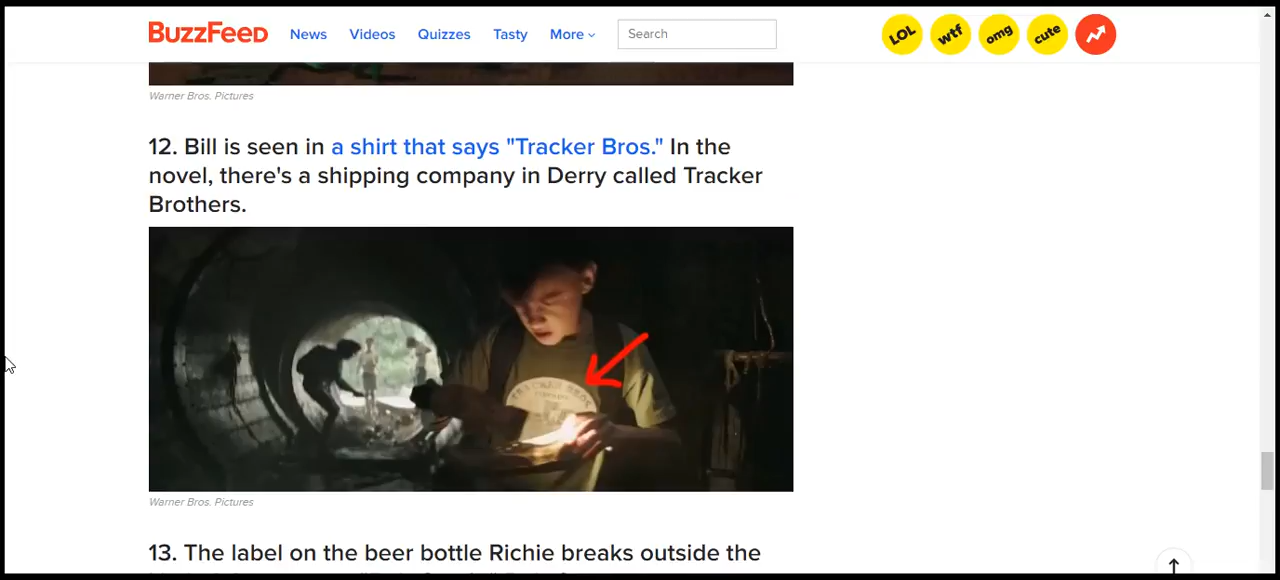 BuzzFeed News Videos Quizzes Tasty More Search LOL wtf omg cute
Warner Bros. Pictures
12. Bill is seen in a shirt that says "Tracker Bros." In the
novel, there's a shipping company in Derry called Tracker
Brothers.
TRACKER BROS
Warner Bros. Pictures
13. The label on the beer bottle Richie breaks outside the